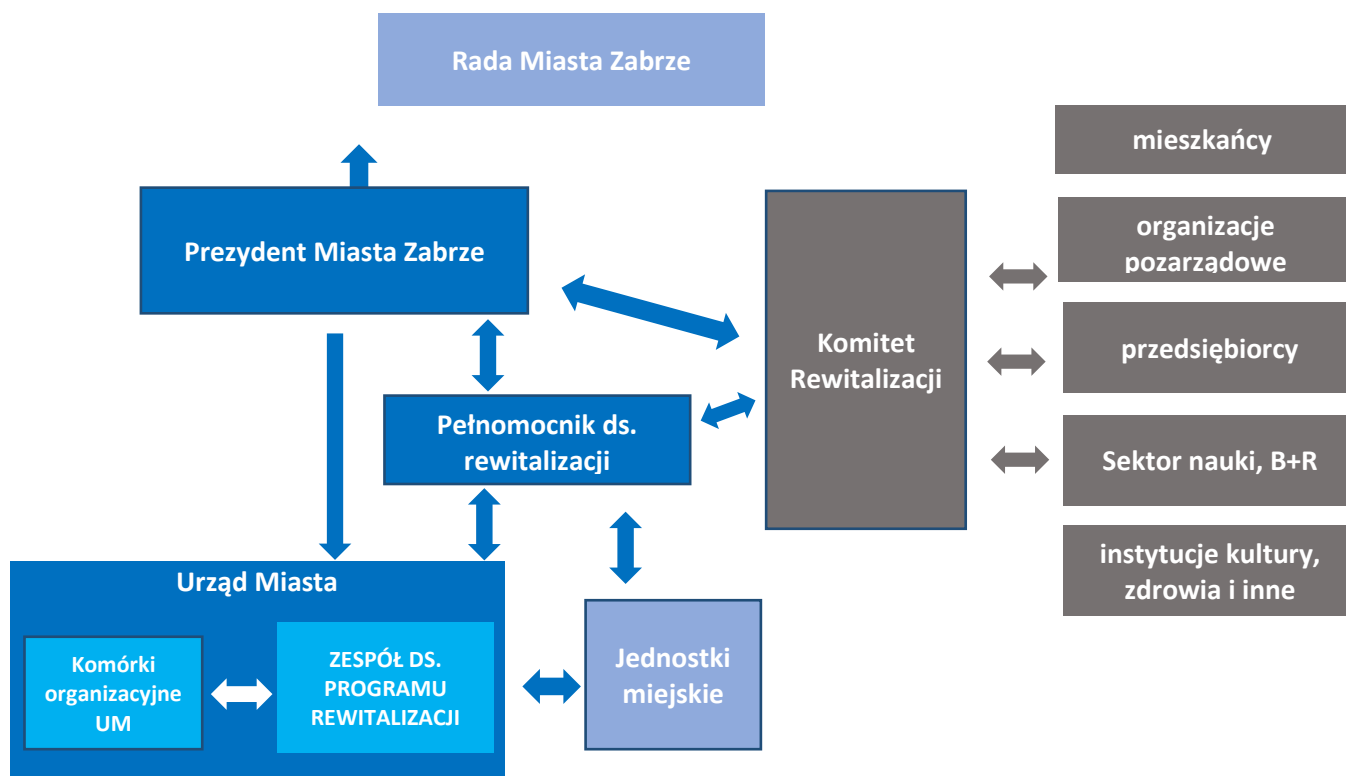 Rada Miasta Zabrze
mieszkańcy
Prezydent Miasta Zabrze
organizacje
pozarządowe
Komitet
Rewitalizacji
przedsiębiorcy
Pełnomocnik ds.
rewitalizacji
Sektor nauki, B+R
instytucje kultury,
zdrowia i inne
Urząd Miasta
Komórki
organizacyjne
UM
ZESPÓŁ DS.
PROGRAMU
REWITALIZACJI
Jednostki
miejskie